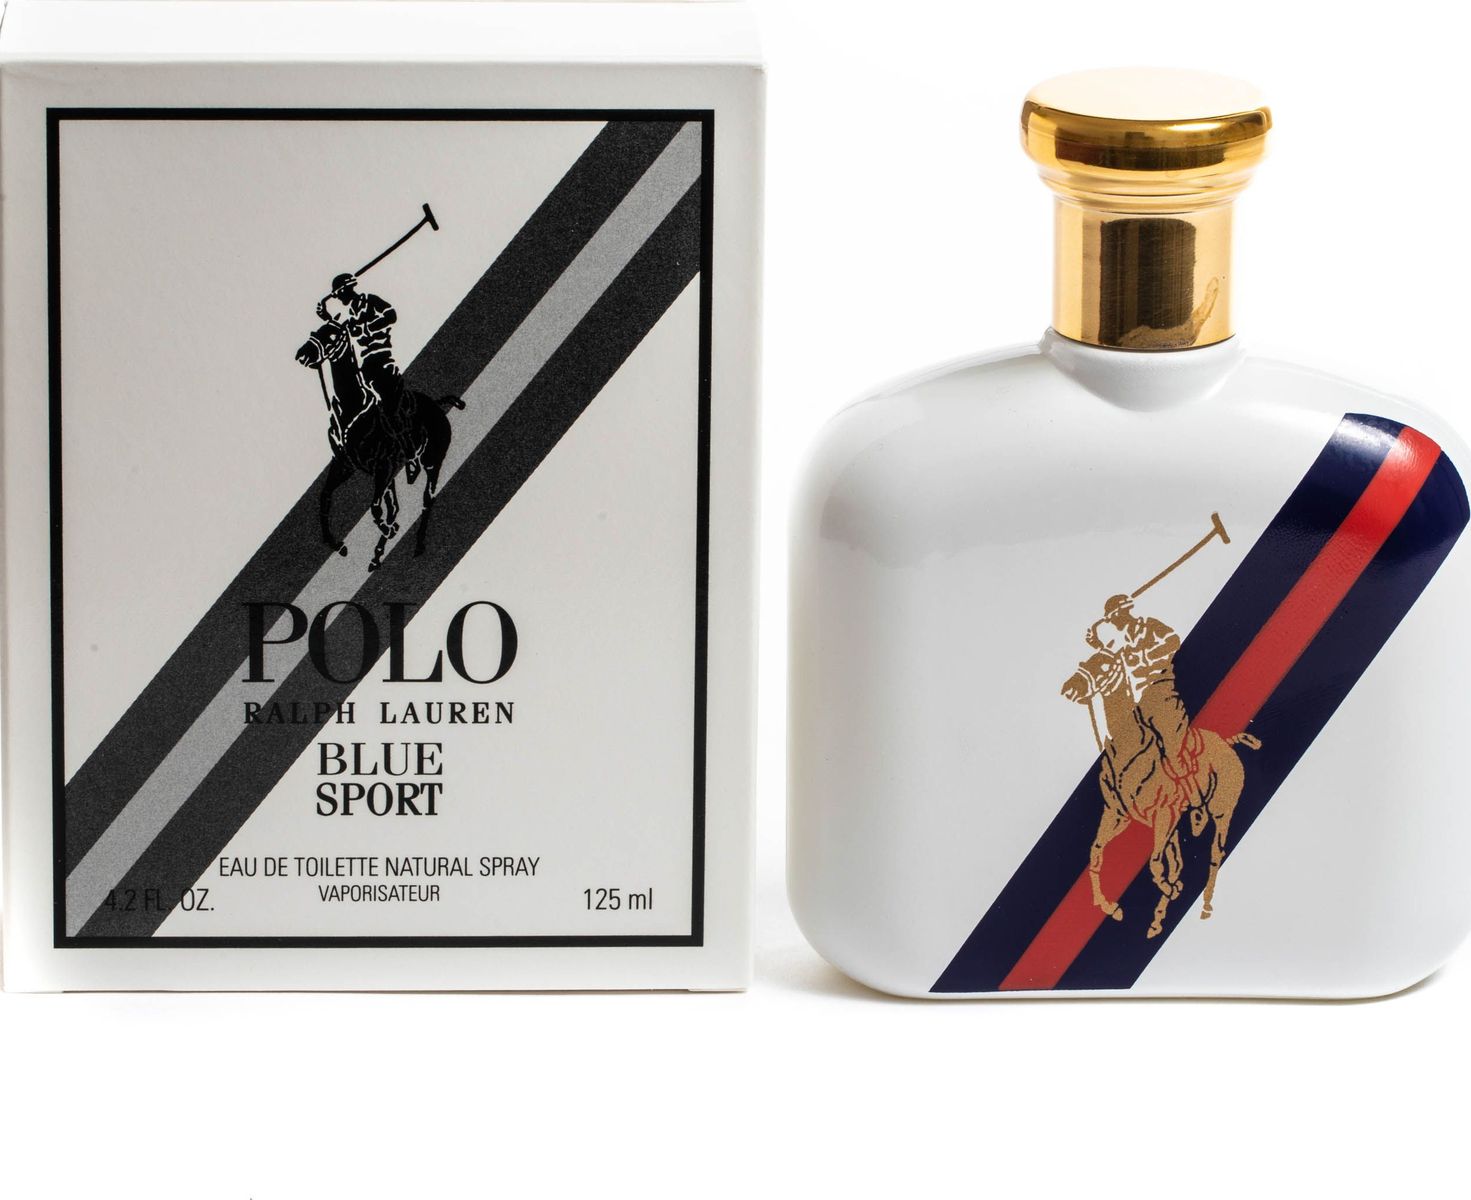 POLO
RALPH LAUREN
BLUE
SPORT
EAU DE TOILETTE NATURAL SPRAY
VAPORISATEUR
4.2 FL. OZ.
125 ml